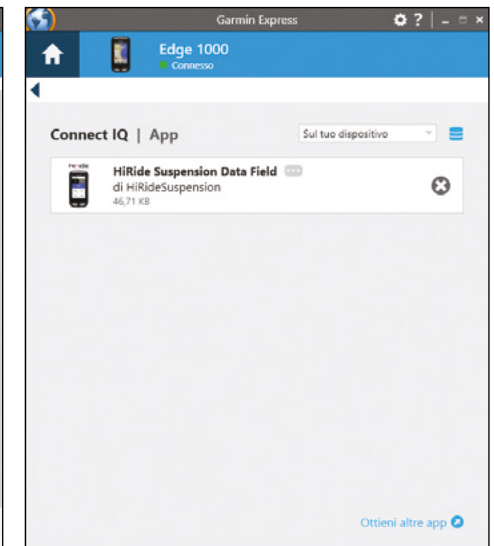 Garmin Express
?
Edge 1000
Connesso
Connect IQ | App
Sul tuo dispositivo
HiRide Suspension Data Field
di HiRideSuspension
46,71 KB
Ottieni altre app